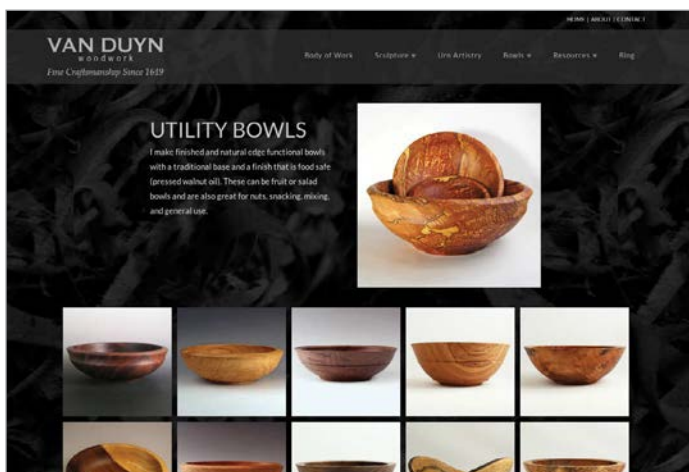 HOME | ABOUT | CONTACT
VAN DUYN
woodwork
Fine Craftsmanship Since 1619
Body of Work Sculpture Urn Artistry Bowls Resources Blog
UTILITY BOWLS
I make finished and natural edge functional bowls
with a traditional base and a finish that is food safe
(pressed walnut oil). These can be fruit or salad
bowls and are also great for nuts, snacking, mixing,
and general use.